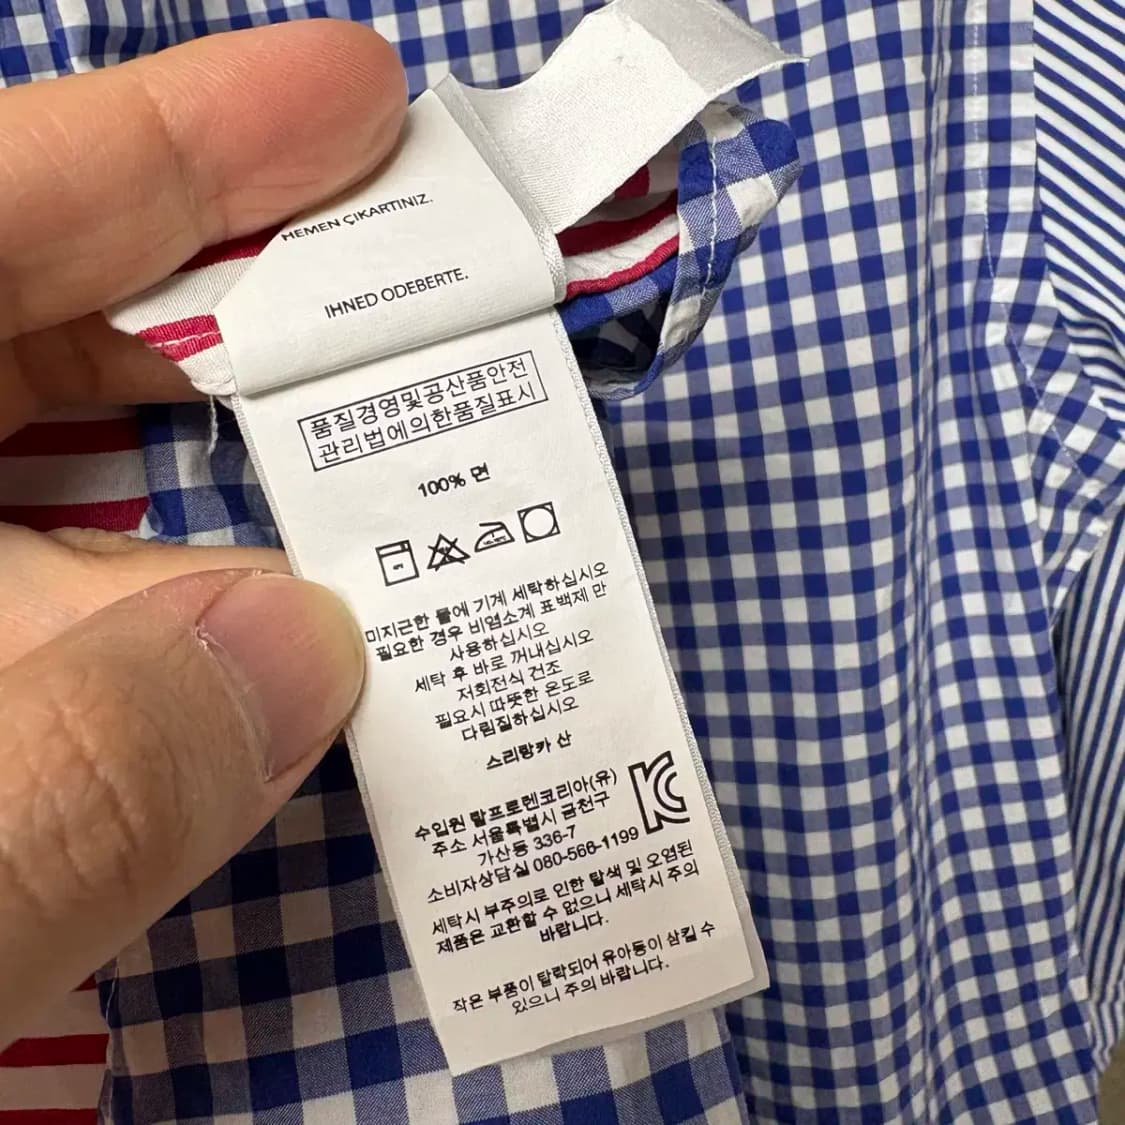 HEMEN ÇIKARTINIZ.
IHNED ODEBERTE.
품질경영및공산품안전
관리법에의한품질표시
100% 면
미지근한 물에 기계 세탁하십시오
필요한 경우 비염소계 표백제 만
사용하십시오
세탁 후 바로 꺼내십시오
저회전식 건조
필요시 따뜻한 온도로
다림질하십시오
스리랑카 산
수입원 랄프로렌코리아(유)
주소 서울특별시 금천구
가산동 336-7
소비자상담실 080-566-1199
세탁시 부주의로 인한 탈색 및 오염된
제품은 교환할 수 없으니 세탁시 주의
바랍니다.
작은 부품이 탈락되어 유아등이 삼킬 수
있으니 주의 바랍니다.